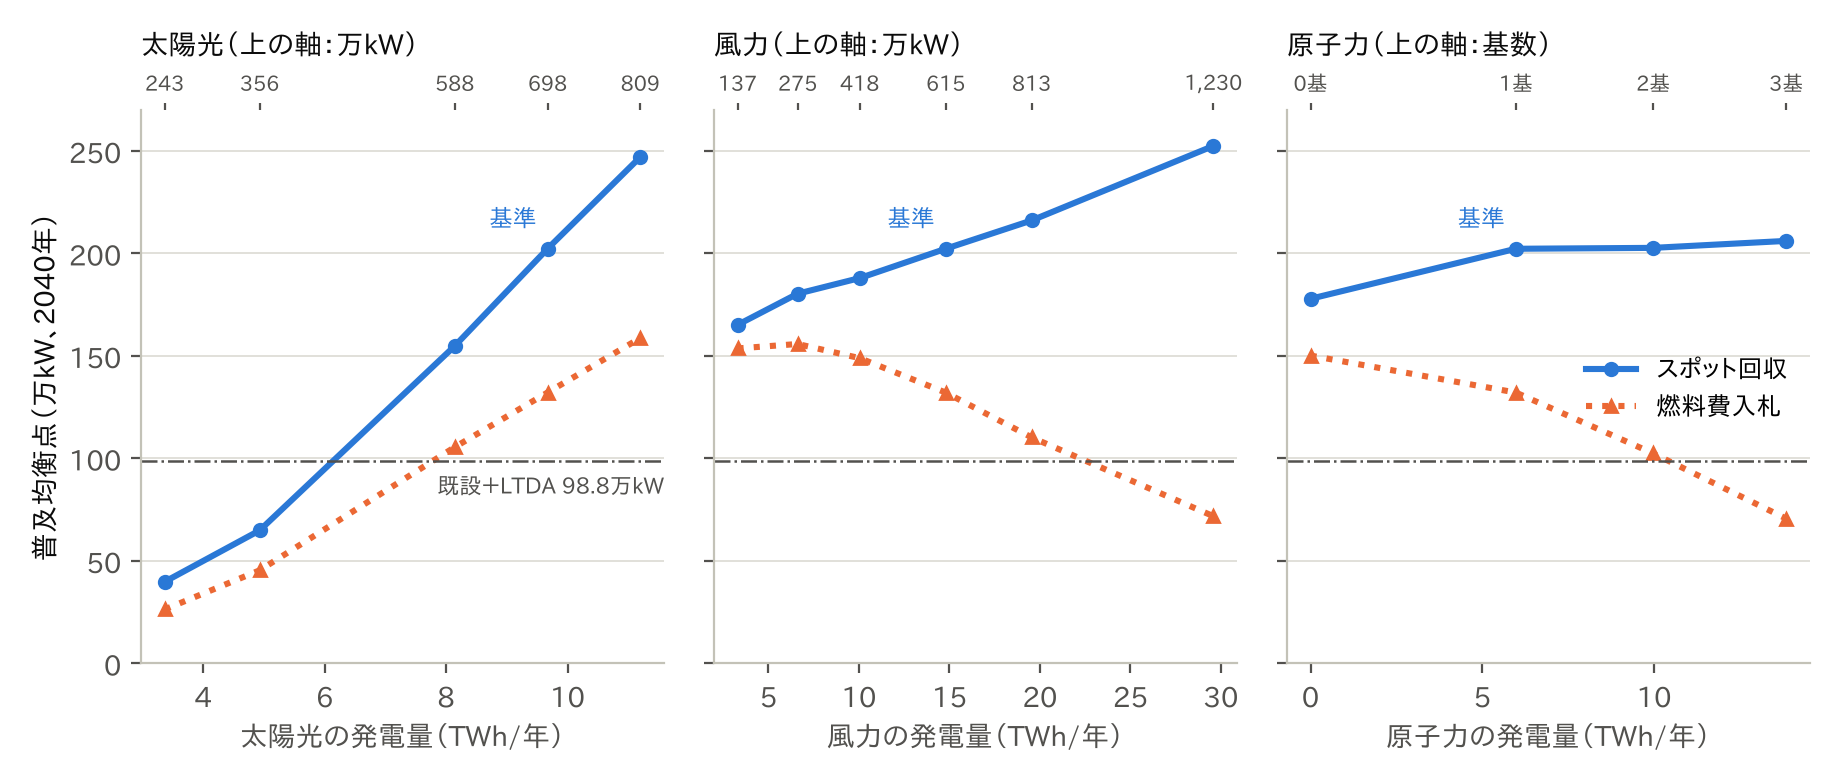 太陽光（上の軸：万kW）
243 356 588 698 809
風力（上の軸：万kW）
137 275 418 615 813 1,230
原子力（上の軸：基数）
0基 1基 2基 3基
普及均衡点（万kW、2040年）
250
200
150
100
50
0
基準
既設＋LTDA 98.8万kW
4 6 8 10
太陽光の発電量（TWh/年）
基準
5 10 15 20 25 30
風力の発電量（TWh/年）
基準
スポット回収
燃料費入札
0 5 10
原子力の発電量（TWh/年）